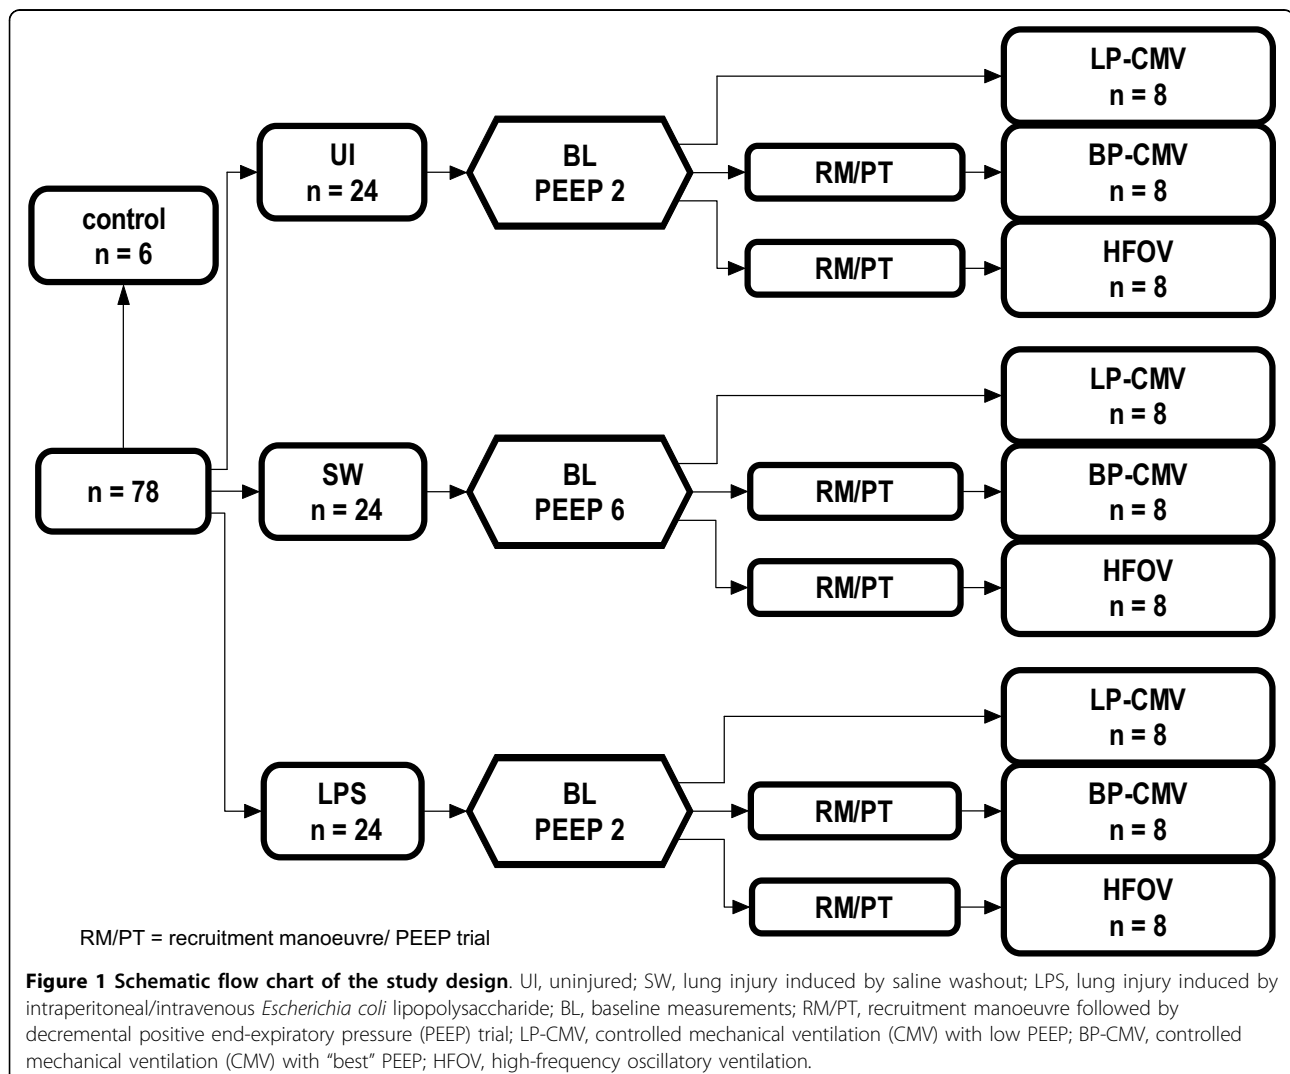 control
n = 6
n = 78
UI
n = 24
BL
PEEP 2
RM/PT
RM/PT
LP-CMV
n = 8
BP-CMV
n = 8
HFOV
n = 8
SW
n = 24
BL
PEEP 6
RM/PT
RM/PT
LP-CMV
n = 8
BP-CMV
n = 8
HFOV
n = 8
LPS
n = 24
BL
PEEP 2
RM/PT
RM/PT
LP-CMV
n = 8
BP-CMV
n = 8
HFOV
n = 8
RM/PT = recruitment manoeuvre/ PEEP trial
Figure 1 Schematic flow chart of the study design. UI, uninjured; SW, lung injury induced by saline washout; LPS, lung injury induced by
intraperitoneal/intravenous Escherichia coli lipopolysaccharide; BL, baseline measurements; RM/PT, recruitment manoeuvre followed by
decremental positive end-expiratory pressure (PEEP) trial; LP-CMV, controlled mechanical ventilation (CMV) with low PEEP; BP-CMV, controlled
mechanical ventilation (CMV) with “best” PEEP; HFOV, high-frequency oscillatory ventilation.